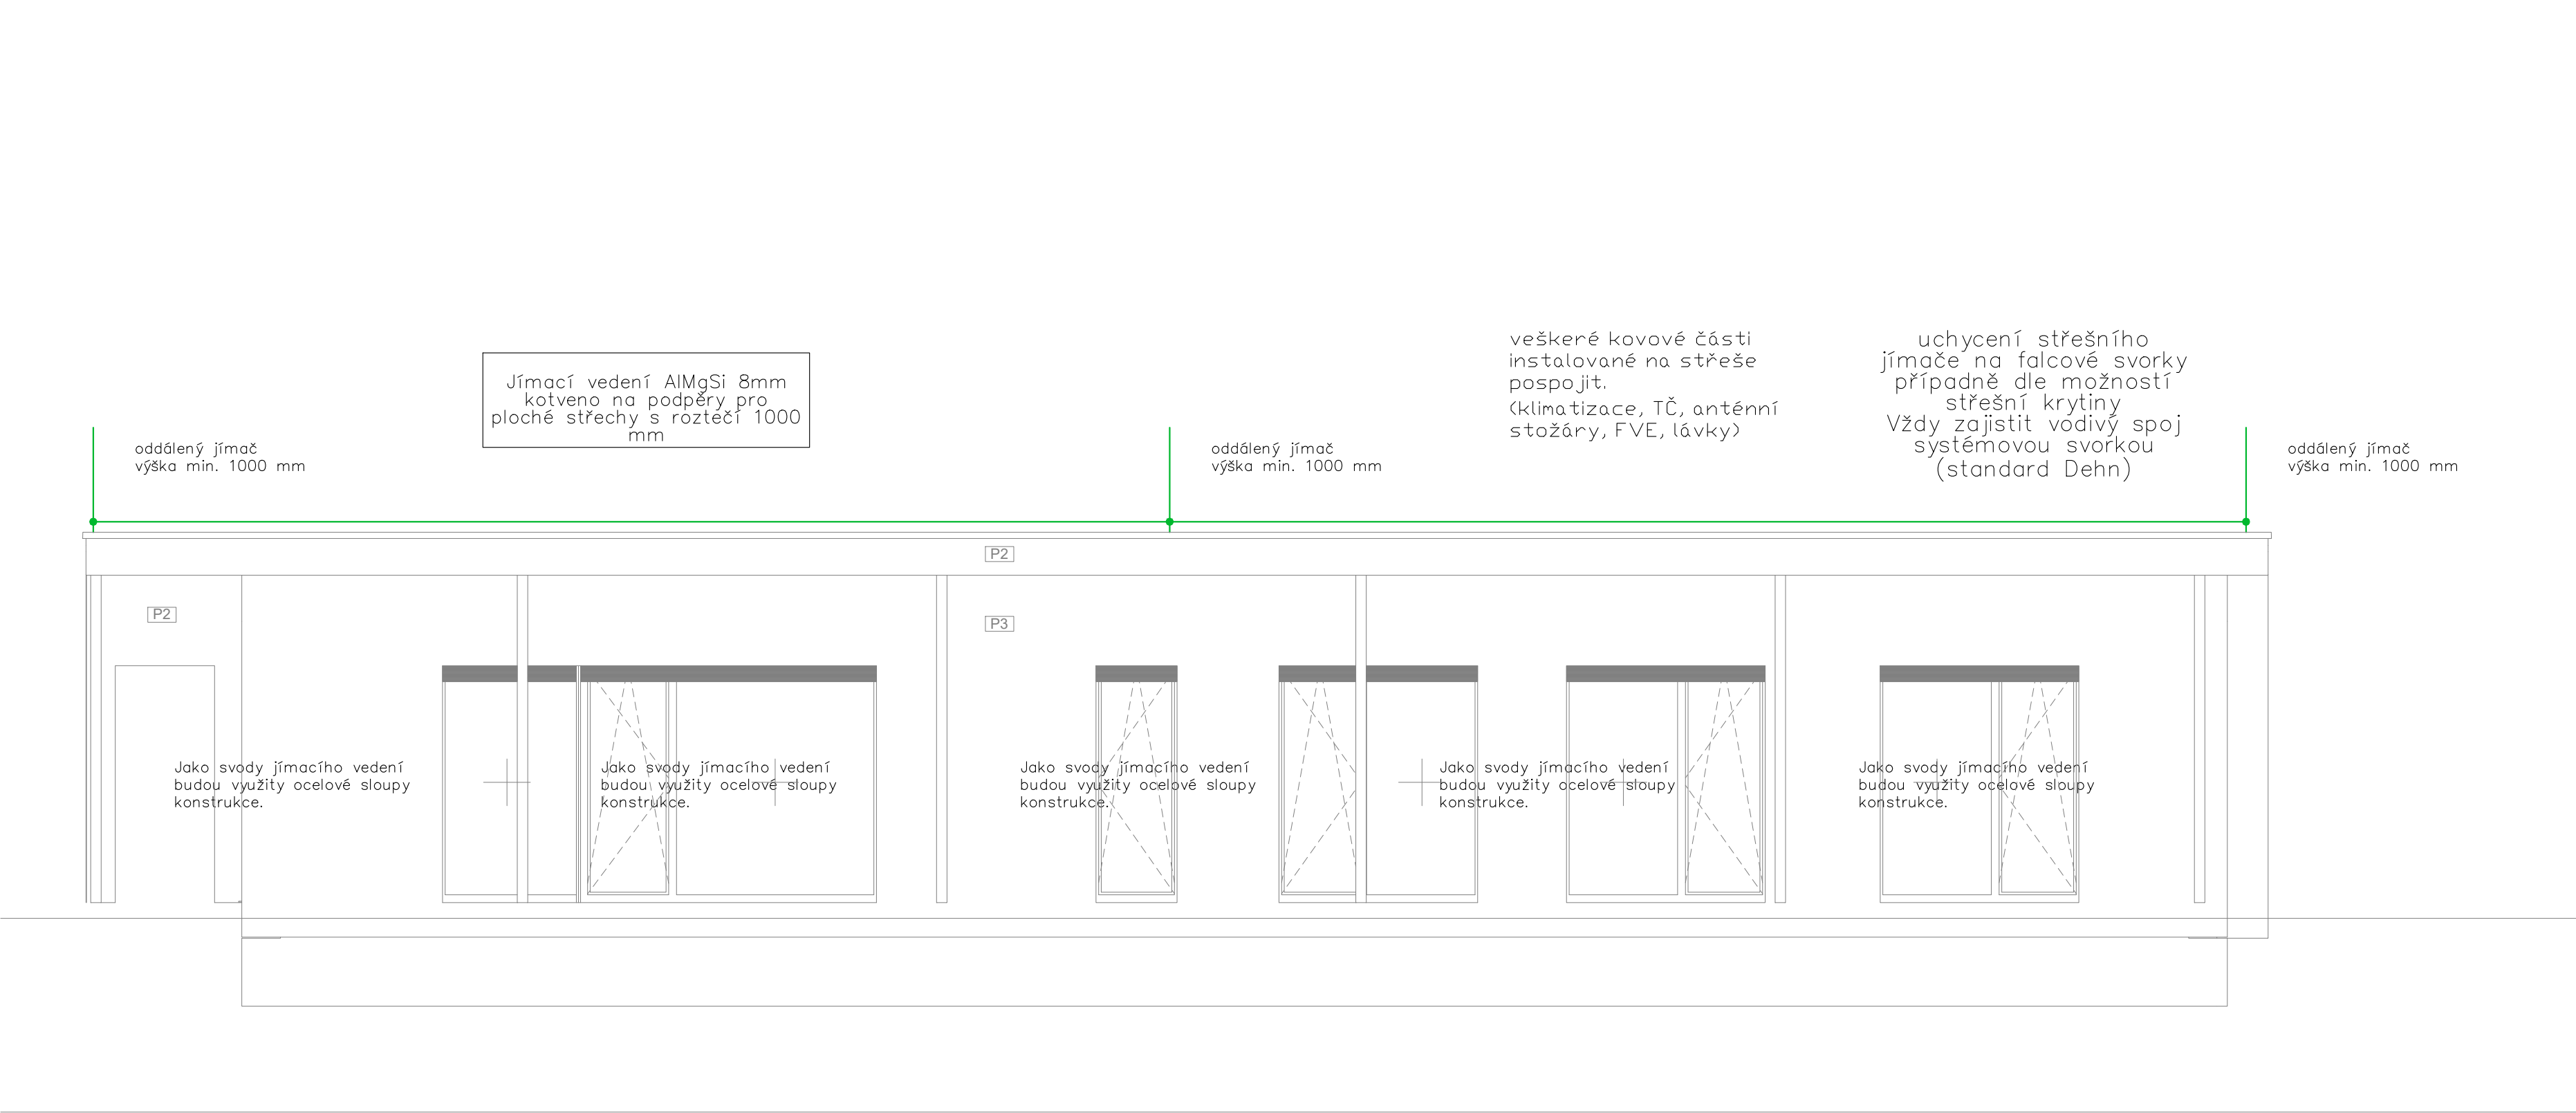 veškeré kovové části
instalované na střeše
pospojit.
(klimatizace, TČ, anténní
stožáry, FVE, lávky)
uchycení střešního
jímače na falcové svorky
případně dle možností
střešní krytiny
Vždy zajistit vodivý spoj
systémovou svorkou
(standard Dehn)
Jímací vedení AlMgSi 8mm
kotveno na podpěry pro
ploché střechy s roztečí 1000
mm
oddálený jímač
výška min. 1000 mm
oddálený jímač
výška min. 1000 mm
oddálený jímač
výška min. 1000 mm
P2
P2
P3
Jako svody jímacího vedení
budou využity ocelové sloupy
konstrukce.
Jako svody jímacího vedení
budou využity ocelové sloupy
konstrukce.
Jako svody jímacího vedení
budou využity ocelové sloupy
konstrukce.
Jako svody jímacího vedení
budou využity ocelové sloupy
konstrukce.
Jako svody jímacího vedení
budou využity ocelové sloupy
konstrukce.